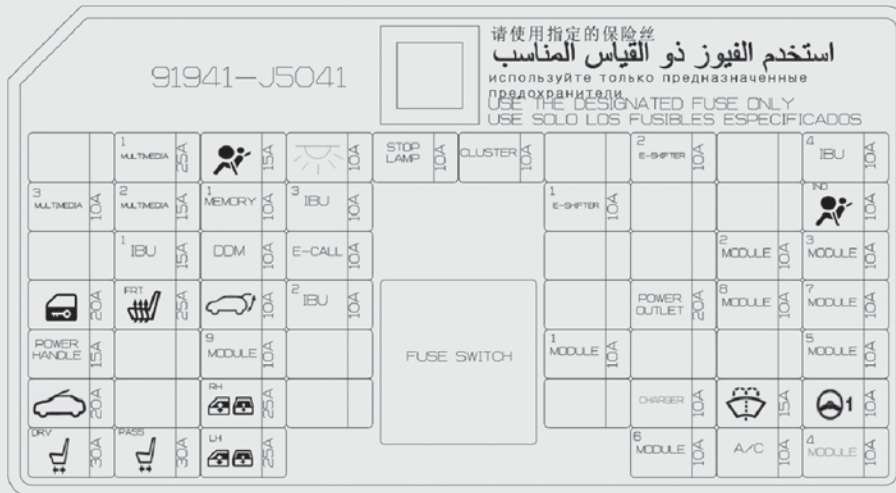 请使用指定的保险丝
استخدم الفيوز ذو القياس المناسب
используйте только предназначенные
предохранители
USE THE DESIGNATED FUSE ONLY
USE SOLO LOS FUSIBLES ESPECIFICADOS
91941-J5041
1 MULTIMEDIA 25A 15A 10A STOP LAMP 10A CLUSTER 10A 2 E-SHIFTER 10A 4 IBU 10A
3 MULTIMEDIA 10A 2 MULTIMEDIA 15A 1 MEMORY 10A 3 IBU 10A 1 E-SHIFTER 10A IND 10A
1 IBU 15A DDM 10A E-CALL 10A 2 MODULE 10A 3 MODULE 10A
20A FRT 25A 10A 2 IBU 10A POWER OUTLET 20A 8 MODULE 10A 7 MODULE 10A
POWER HANDLE 15A 9 MODULE 10A FUSE SWITCH 1 MODULE 10A 5 MODULE 10A
20A RH 25A CHARGER 10A 15A 1 10A
DRV 30A PASS 30A LH 25A 6 MODULE 10A A/C 10A 4 MODULE 10A